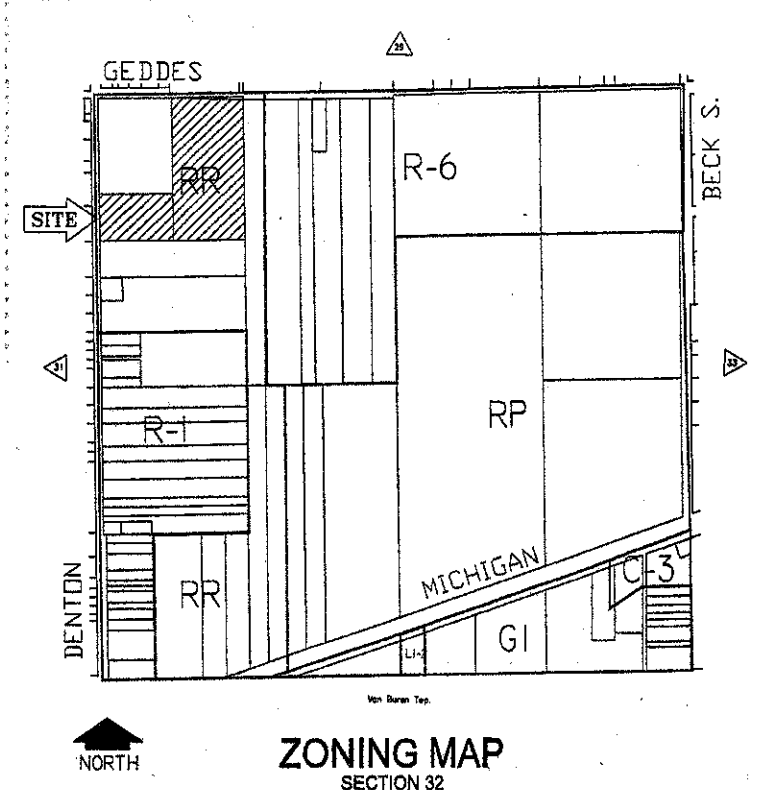 29
GEDDES
BECK S.
R-6
RR
SITE
31
33
RP
R-1
MICHIGAN
C-3
DENTON
RR
GI
LI-2
Van Buren Twp.
NORTH
ZONING MAP
SECTION 32